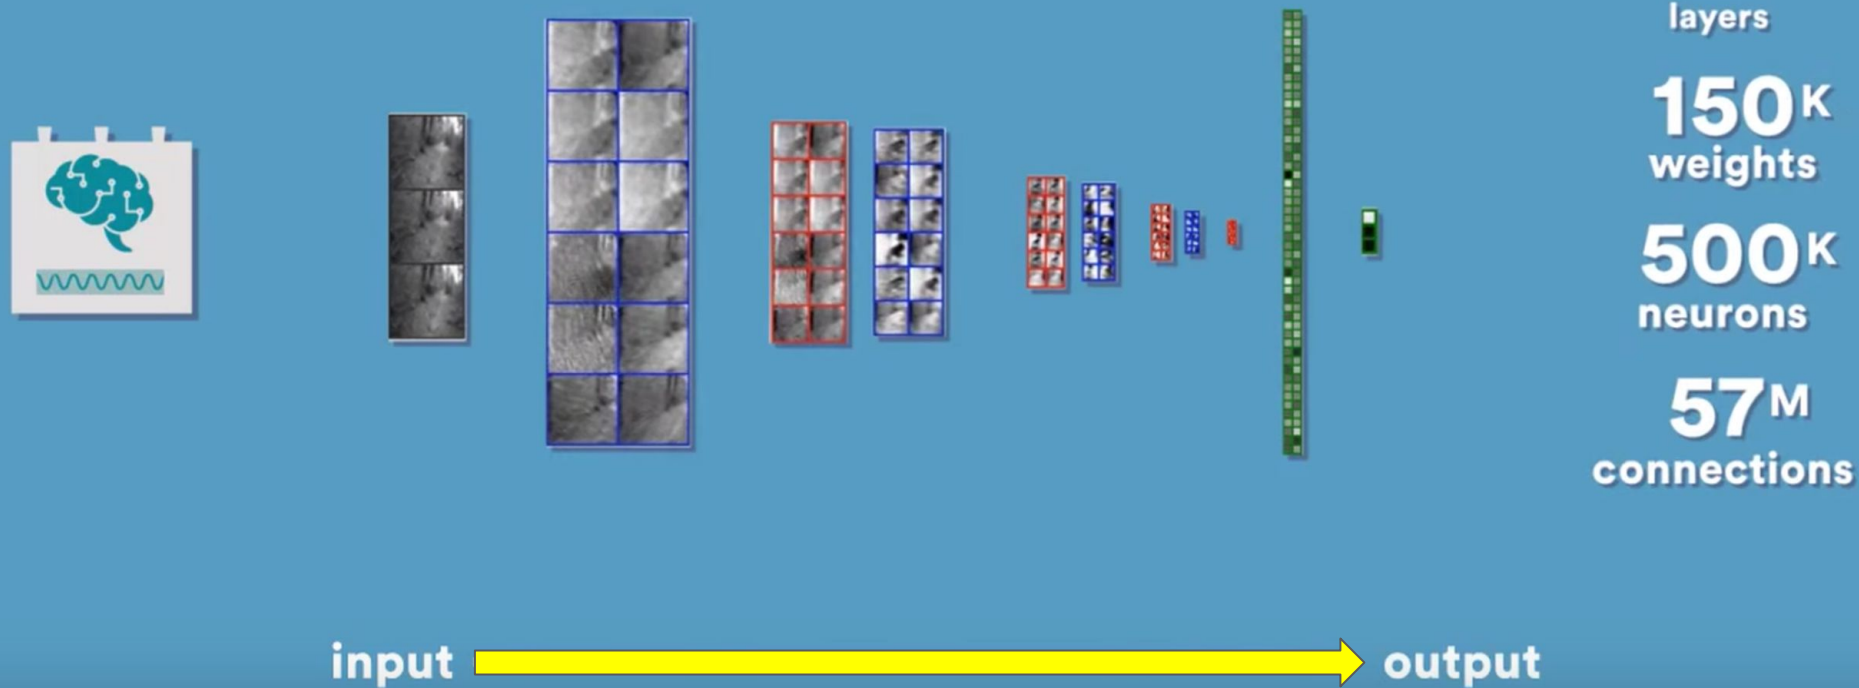 layers
150K
weights
500K
neurons
57M
connections
input
output